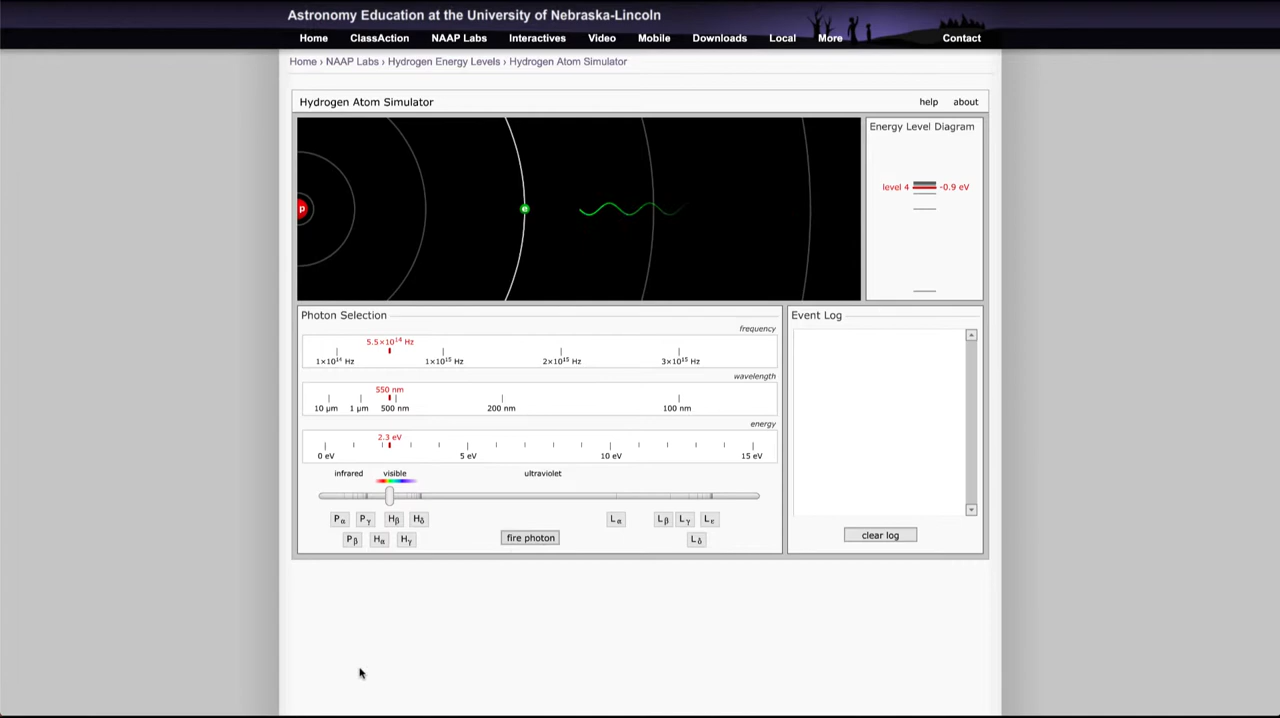 Astronomy Education at the University of Nebraska-Lincoln
Home ClassAction NAAP Labs Interactives Video Mobile Downloads Local More Contact
Home › NAAP Labs › Hydrogen Energy Levels › Hydrogen Atom Simulator
Hydrogen Atom Simulator help about
Energy Level Diagram
level 4 -0.9 eV
p
e
Photon Selection
frequency
5.5×10¹⁴ Hz
1×10¹⁴ Hz 1×10¹⁵ Hz 2×10¹⁵ Hz 3×10¹⁵ Hz
wavelength
550 nm
10 µm 1 µm 500 nm 200 nm 100 nm
energy
2.3 eV
0 eV 5 eV 10 eV 15 eV
infrared visible ultraviolet
Pα Pγ Hβ Hδ Lα Lβ Lγ Lε
Pβ Hα Hγ Lδ
fire photon
Event Log
clear log